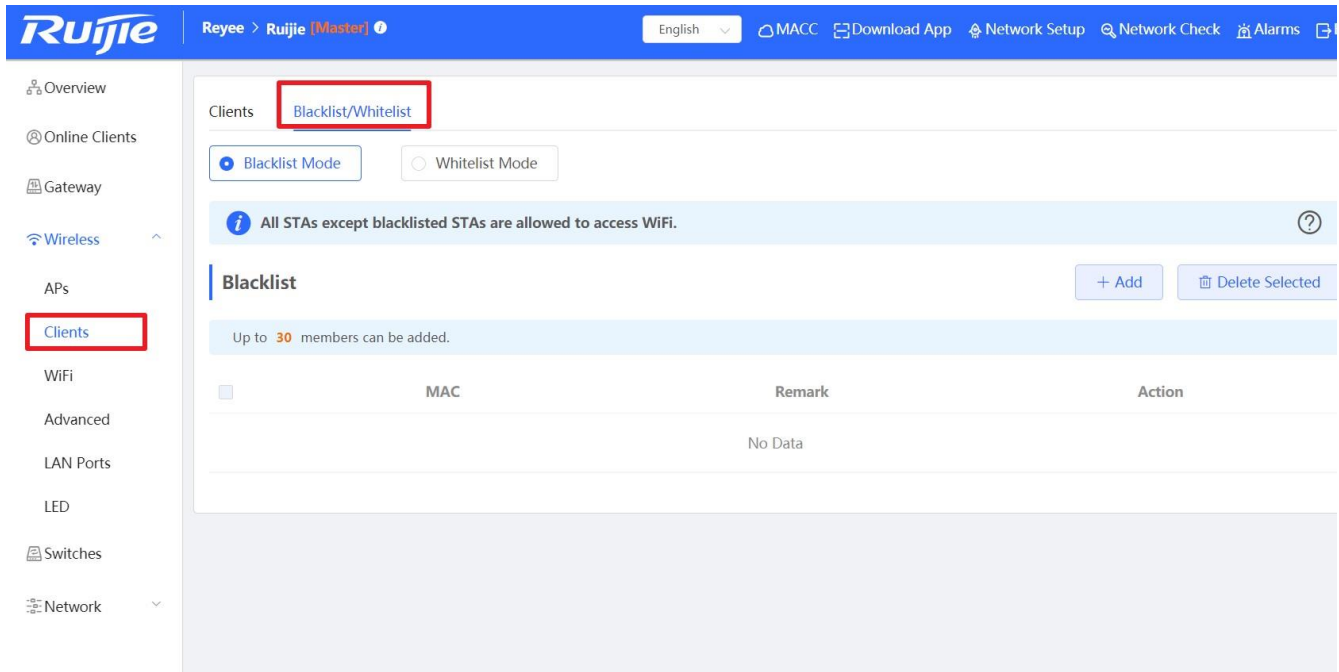 Ruijie
Reyee > Ruijie [Master]
English MACC Download App Network Setup Network Check Alarms
Overview
Online Clients
Gateway
Wireless
APs
Clients
WiFi
Advanced
LAN Ports
LED
Switches
Network
Clients Blacklist/Whitelist
Blacklist Mode Whitelist Mode
All STAs except blacklisted STAs are allowed to access WiFi.
Blacklist + Add Delete Selected
Up to 30 members can be added.
MAC Remark Action
No Data